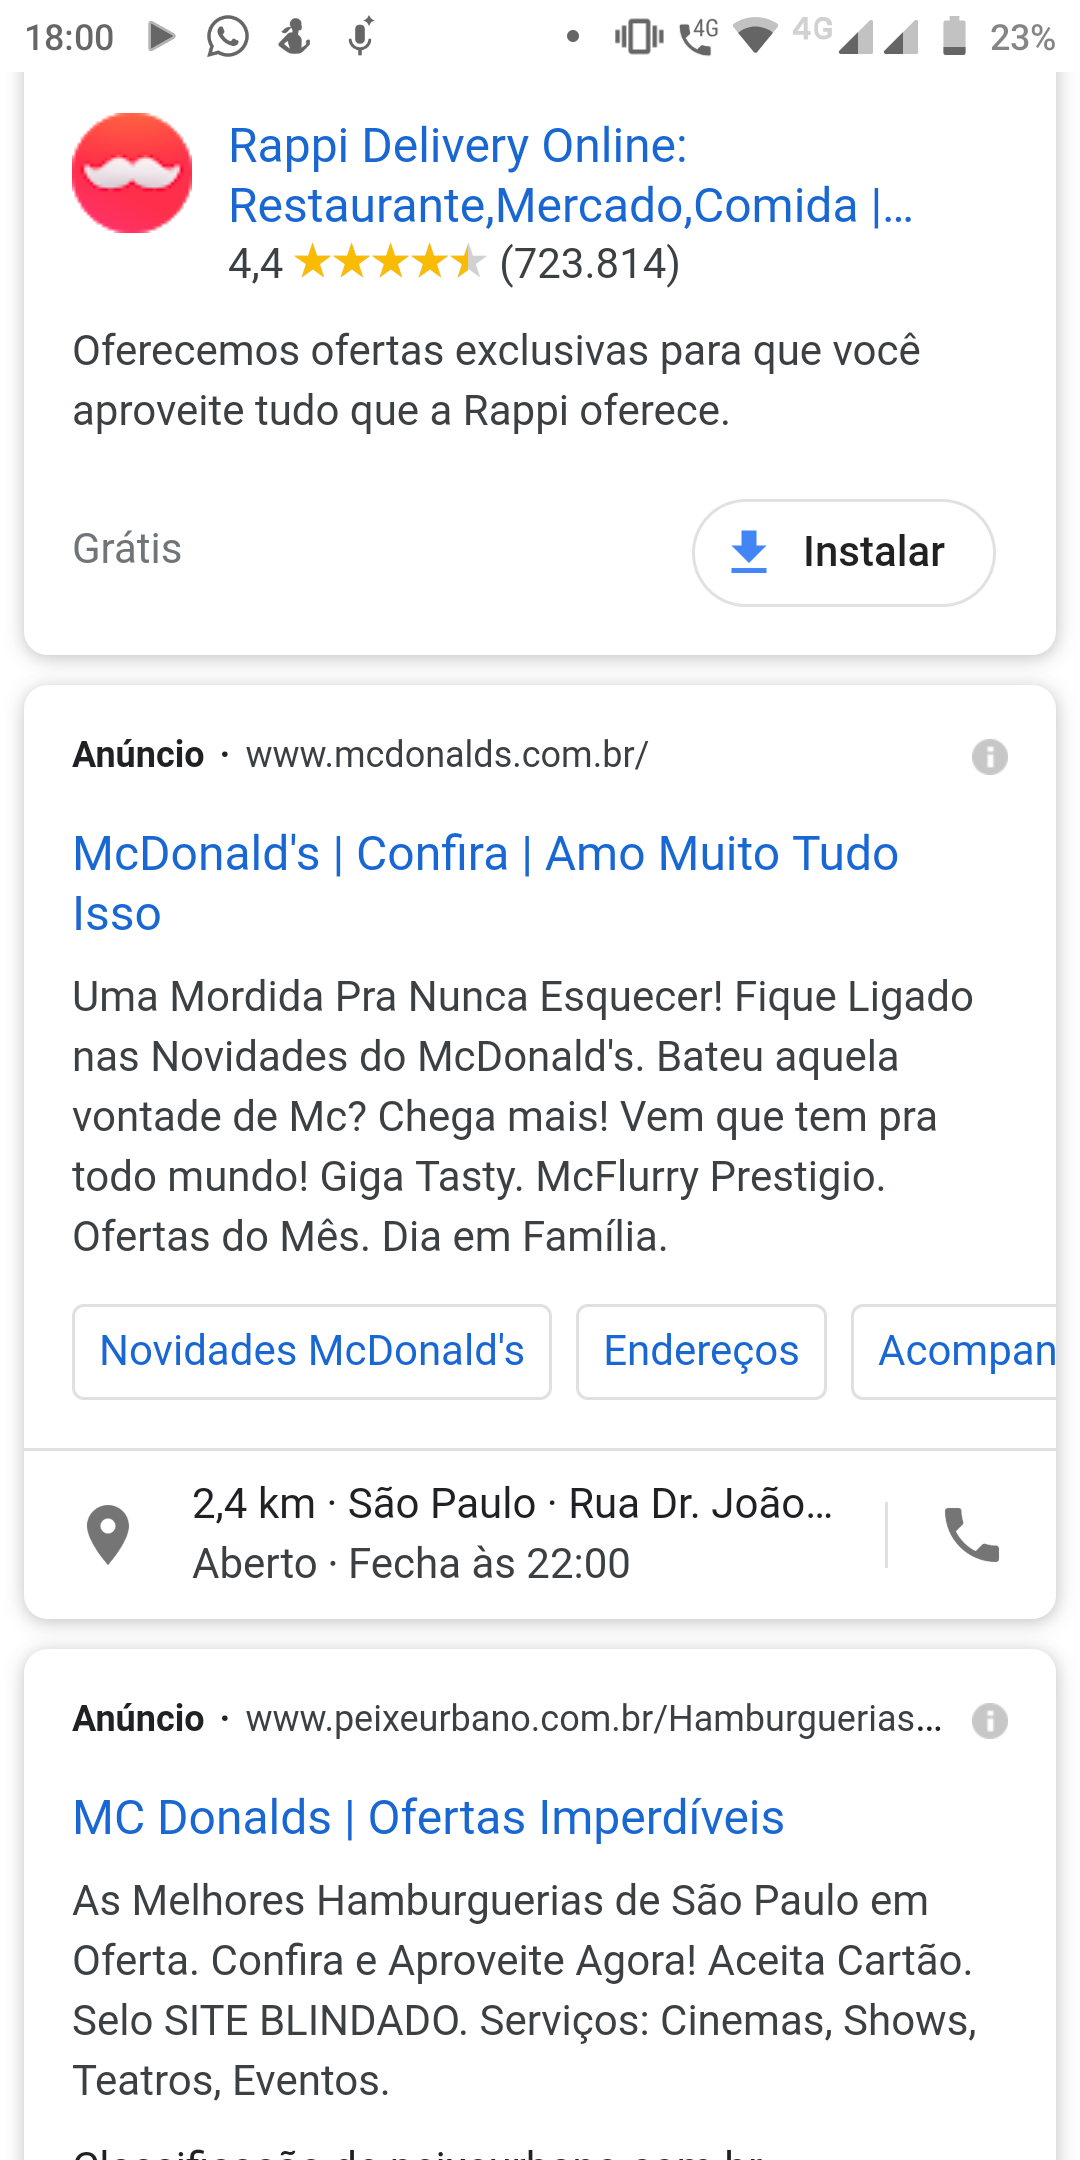 18:00 4G 4G 23%
Rappi Delivery Online:
Restaurante,Mercado,Comida |...
4,4 (723.814)
Oferecemos ofertas exclusivas para que você
aproveite tudo que a Rappi oferece.
Grátis
Instalar
Anúncio · www.mcdonalds.com.br/
McDonald's | Confira | Amo Muito Tudo
Isso
Uma Mordida Pra Nunca Esquecer! Fique Ligado
nas Novidades do McDonald's. Bateu aquela
vontade de Mc? Chega mais! Vem que tem pra
todo mundo! Giga Tasty. McFlurry Prestigio.
Ofertas do Mês. Dia em Família.
Novidades McDonald's Endereços Acompan
2,4 km · São Paulo · Rua Dr. João...
Aberto · Fecha às 22:00
Anúncio · www.peixeurbano.com.br/Hamburguerias...
MC Donalds | Ofertas Imperdíveis
As Melhores Hamburguerias de São Paulo em
Oferta. Confira e Aproveite Agora! Aceita Cartão.
Selo SITE BLINDADO. Serviços: Cinemas, Shows,
Teatros, Eventos.
Classificação de peixeurbano.com.br